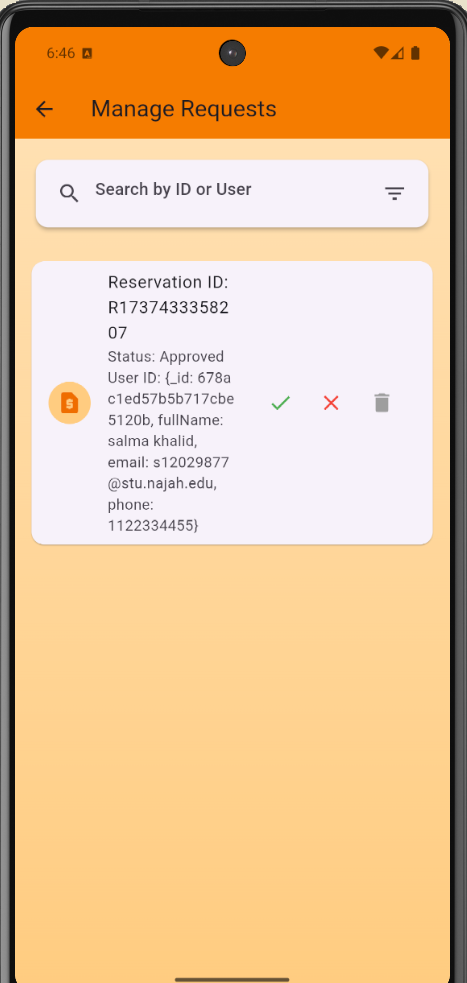 6:46
Manage Requests
Search by ID or User
Reservation ID:
R17374333582
07
Status: Approved
User ID: {_id: 678a
c1ed57b5b717cbe
5120b, fullName:
salma khalid,
email: s12029877
@stu.najah.edu,
phone:
1122334455}